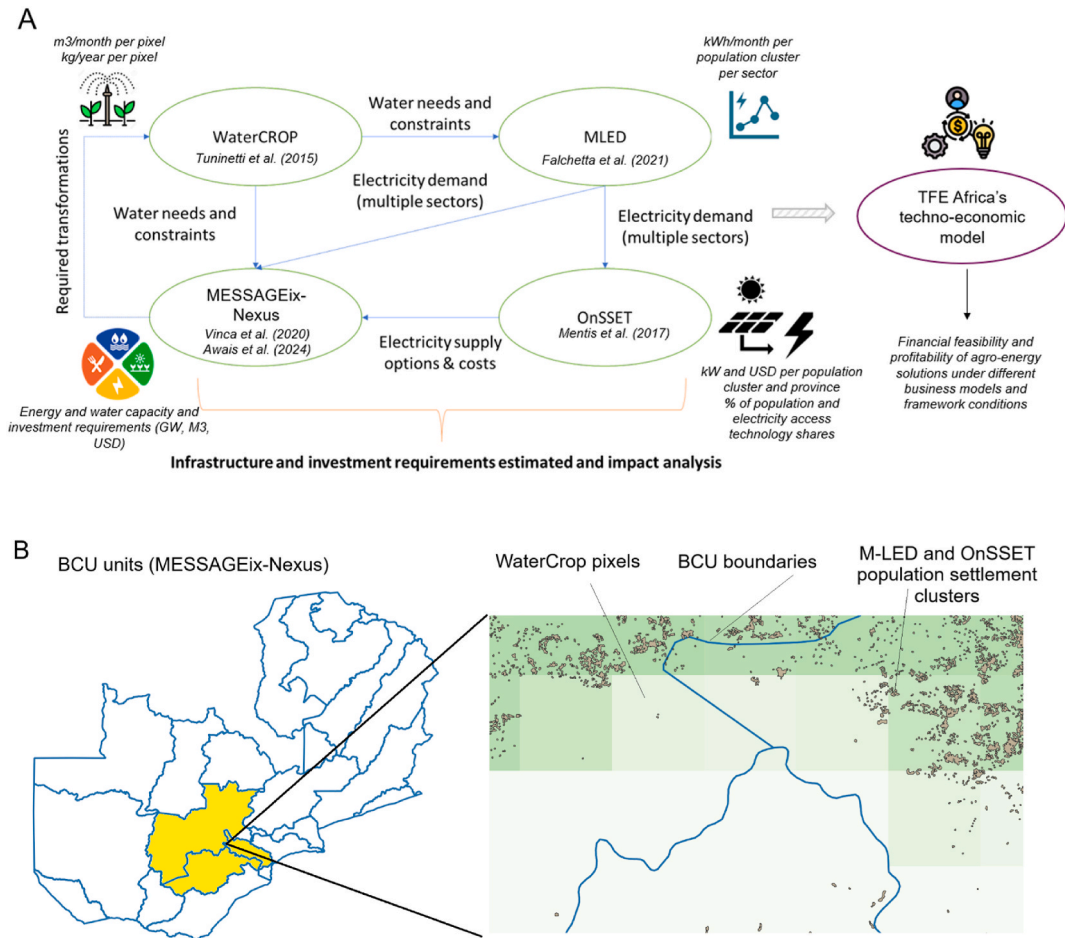 A
m3/month per pixel
kg/year per pixel
kWh/month per
population cluster
per sector
WaterCROP
Tuninetti et al. (2015)
Water needs and
constraints
MLED
Falchetta et al. (2021)
Required transformations
Water needs and
constraints
Electricity demand
(multiple sectors)
Electricity demand
(multiple sectors)
TFE Africa's
techno-economic
model
MESSAGEix-
Nexus
Vinca et al. (2020)
Awais et al. (2024)
Electricity supply
options & costs
OnSSET
Mentis et al. (2017)
Energy and water capacity and
investment requirements (GW, M3,
USD)
kW and USD per population
cluster and province
% of population and
electricity access
technology shares
Financial feasibility and
profitability of agro-energy
solutions under different
business models and
framework conditions
Infrastructure and investment requirements estimated and impact analysis
B
BCU units (MESSAGEix-Nexus)
WaterCrop pixels
BCU boundaries
M-LED and OnSSET
population settlement
clusters